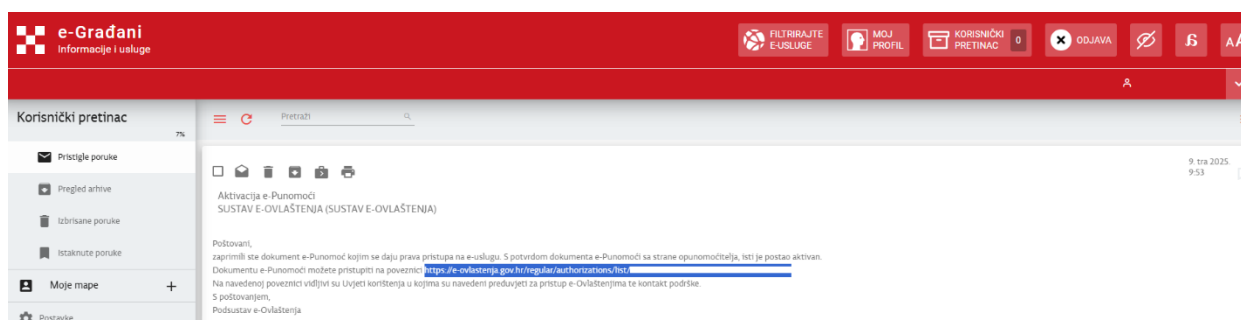 e-Građani
Informacije i usluge
FILTRIRAJTE
E-USLUGE
MOJ
PROFIL
KORISNIČKI
PRETINAC
0
ODJAVA
AA
Korisnički pretinac
7%
Pretraži
Pristigle poruke
Pregled arhive
Izbrisane poruke
Istaknute poruke
Moje mape +
Postavke
9. tra 2025.
9:53
Aktivacija e-Punomoći
SUSTAV E-OVLAŠTENJA (SUSTAV E-OVLAŠTENJA)
Poštovani,
zaprimili ste dokument e-Punomoć kojim se daju prava pristupa na e-uslugu. S potvrdom dokumenta e-Punomoći sa strane opunomoćitelja, isti je postao aktivan.
Dokumentu e-Punomoći možete pristupiti na poveznici https://e-ovlastenja.gov.hr/regular/authorizations/list/
Na navedenoj poveznici vidljivi su Uvjeti korištenja u kojima su navedeni preduvjeti za pristup e-Ovlaštenjima te kontakt podrške.
S poštovanjem,
Podsustav e-Ovlaštenja